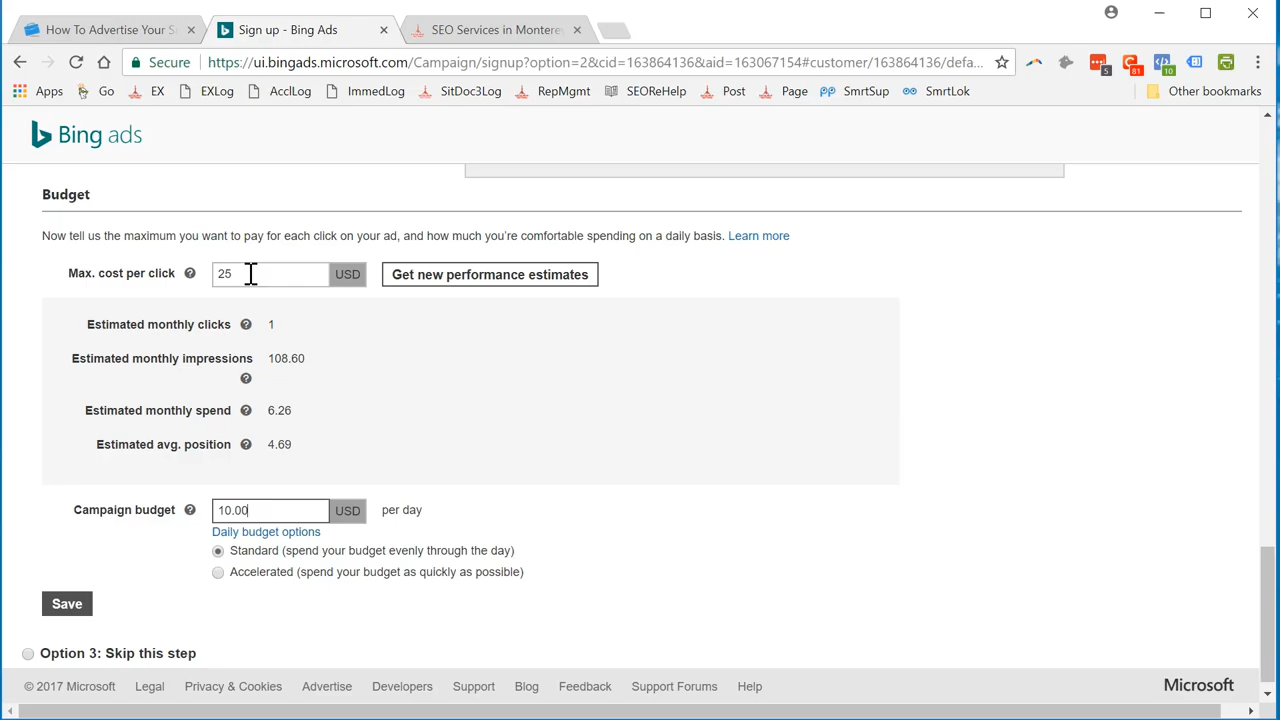 How To Advertise Your S
Sign up - Bing Ads
SEO Services in Monterey
Secure
https://ui.bingads.microsoft.com/Campaign/signup?option=2&cid=163864136&aid=163067154#customer/163864136/defa...
5
81
10
Apps
Go
EX
EXLog
AcclLog
ImmedLog
SitDoc3Log
RepMgmt
SEOReHelp
Post
Page
SmrtSup
SmrtLok
Other bookmarks
Bing ads
Budget
Now tell us the maximum you want to pay for each click on your ad, and how much you're comfortable spending on a daily basis. Learn more
Max. cost per click ? 25 USD Get new performance estimates
Estimated monthly clicks ? 1
Estimated monthly impressions 108.60
?
Estimated monthly spend ? 6.26
Estimated avg. position ? 4.69
Campaign budget ? 10.00 USD per day
Daily budget options
Standard (spend your budget evenly through the day)
Accelerated (spend your budget as quickly as possible)
Save
Option 3: Skip this step
© 2017 Microsoft Legal Privacy & Cookies Advertise Developers Support Blog Feedback Support Forums Help Microsoft